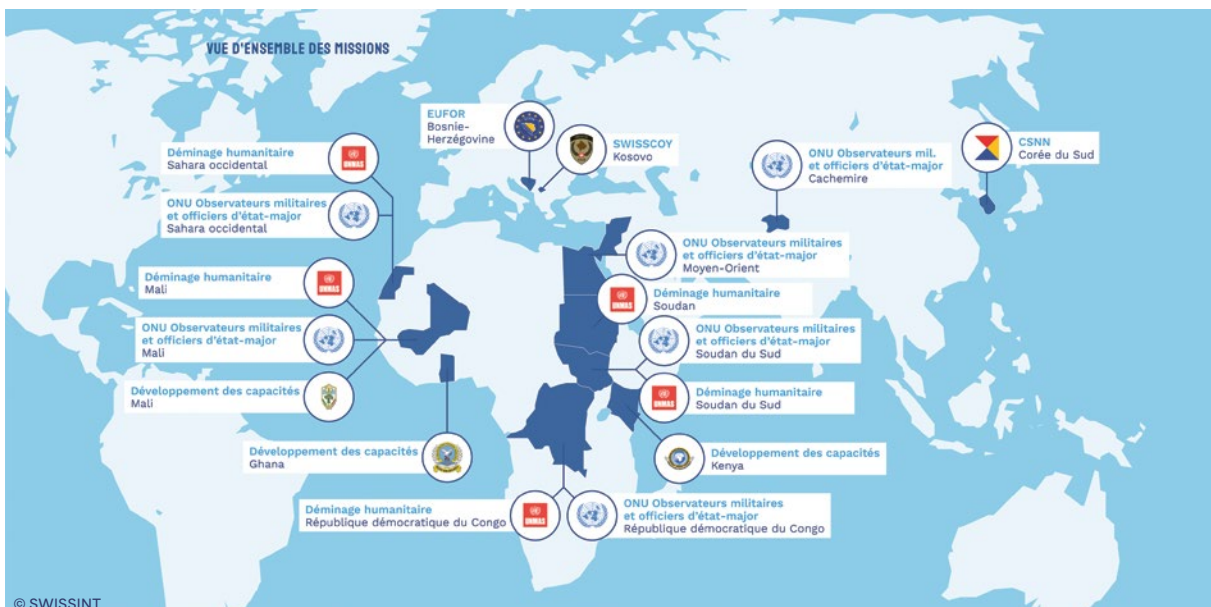 VUE D'ENSEMBLE DES MISSIONS
EUFOR
Bosnie-
Herzégovine
SWISSCOY
Kosovo
CSNN
Corée du Sud
ONU Observateurs mil.
et officiers d'état-major
Cachemire
Déminage humanitaire
Sahara occidental
UNMAS
ONU Observateurs militaires
et officiers d'état-major
Sahara occidental
ONU Observateurs militaires
et officiers d'état-major
Moyen-Orient
Déminage humanitaire
Mali
UNMAS
Déminage humanitaire
Soudan
UNMAS
ONU Observateurs militaires
et officiers d'état-major
Mali
ONU Observateurs militaires
et officiers d'état-major
Soudan du Sud
Développement des capacités
Mali
Déminage humanitaire
Soudan du Sud
UNMAS
Développement des capacités
Ghana
Développement des capacités
Kenya
Déminage humanitaire
République démocratique du Congo
UNMAS
ONU Observateurs militaires
et officiers d'état-major
République démocratique du Congo
© SWISSINT